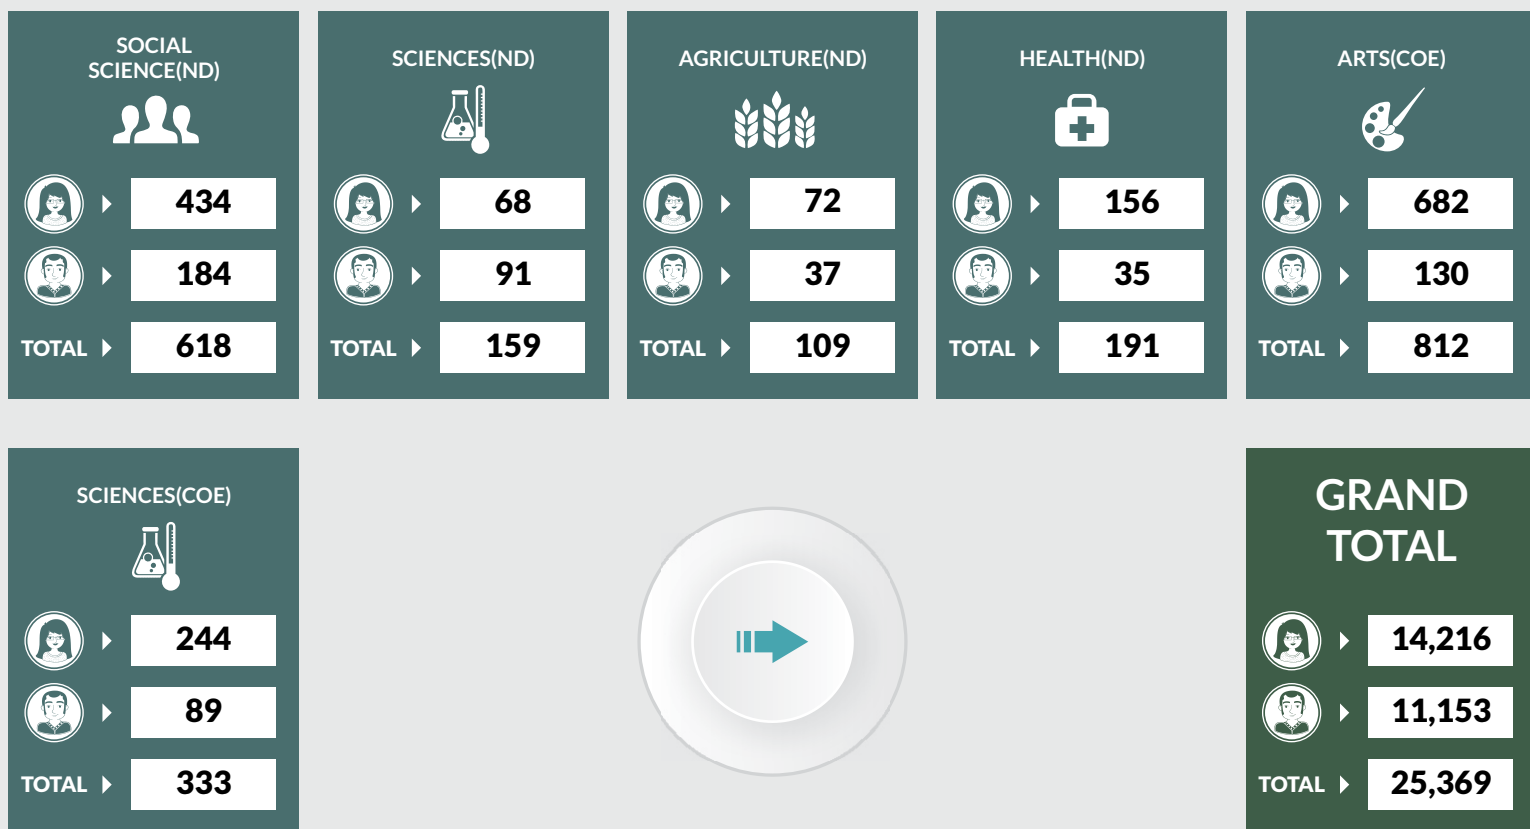 SOCIAL
SCIENCE(ND)
434
184
TOTAL 618
SCIENCES(ND)
68
91
TOTAL 159
AGRICULTURE(ND)
72
37
TOTAL 109
HEALTH(ND)
156
35
TOTAL 191
ARTS(COE)
682
130
TOTAL 812
SCIENCES(COE)
244
89
TOTAL 333
GRAND
TOTAL
14,216
11,153
TOTAL 25,369